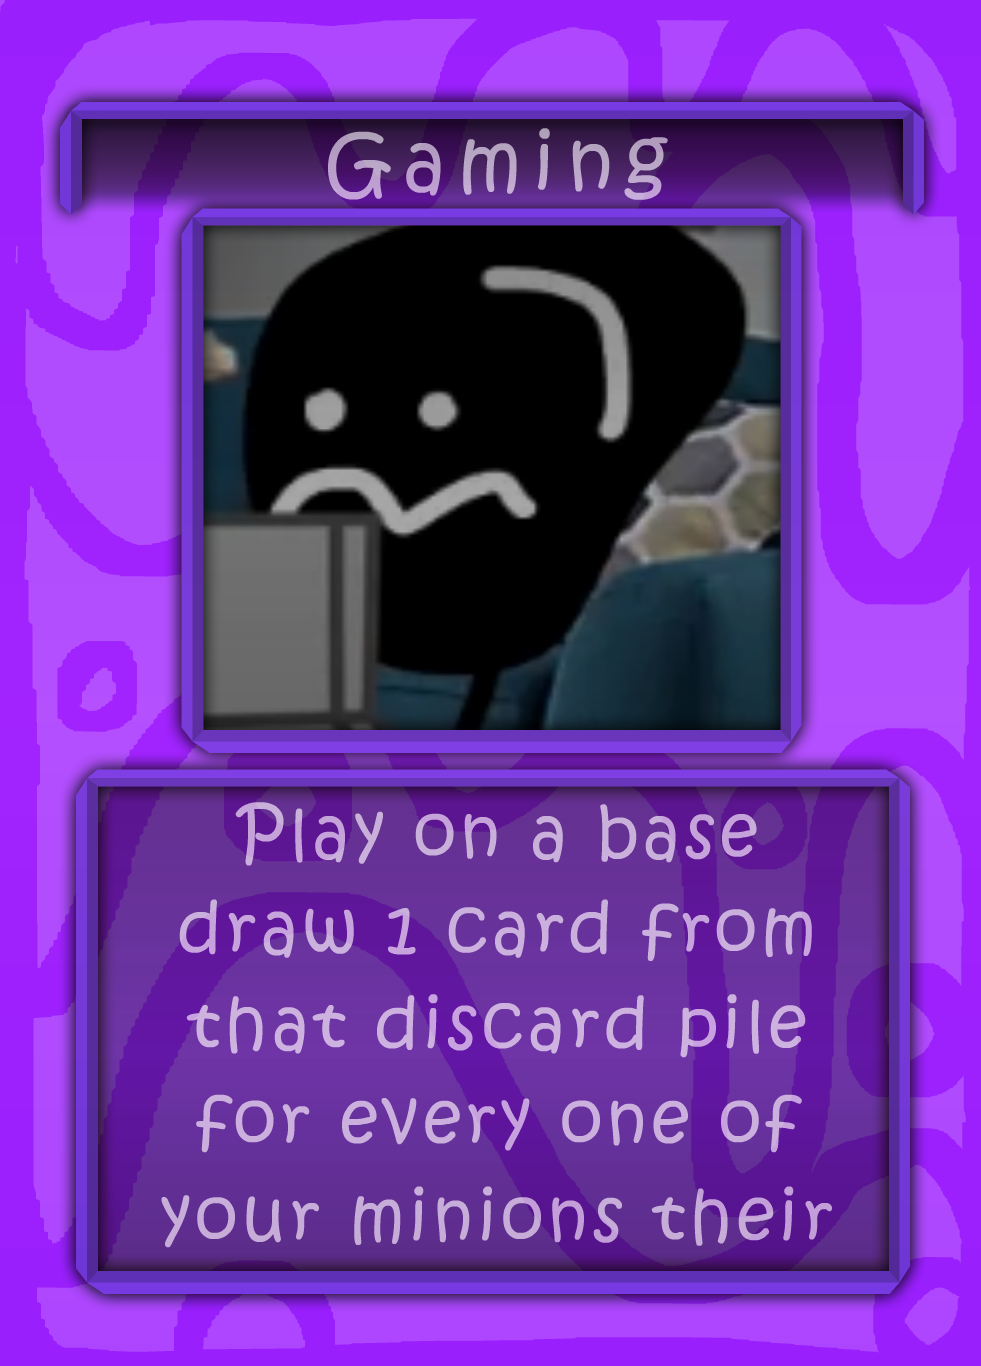 Gaming
Play on a base
draw 1 card from
that discard pile
for every one of
your minions their